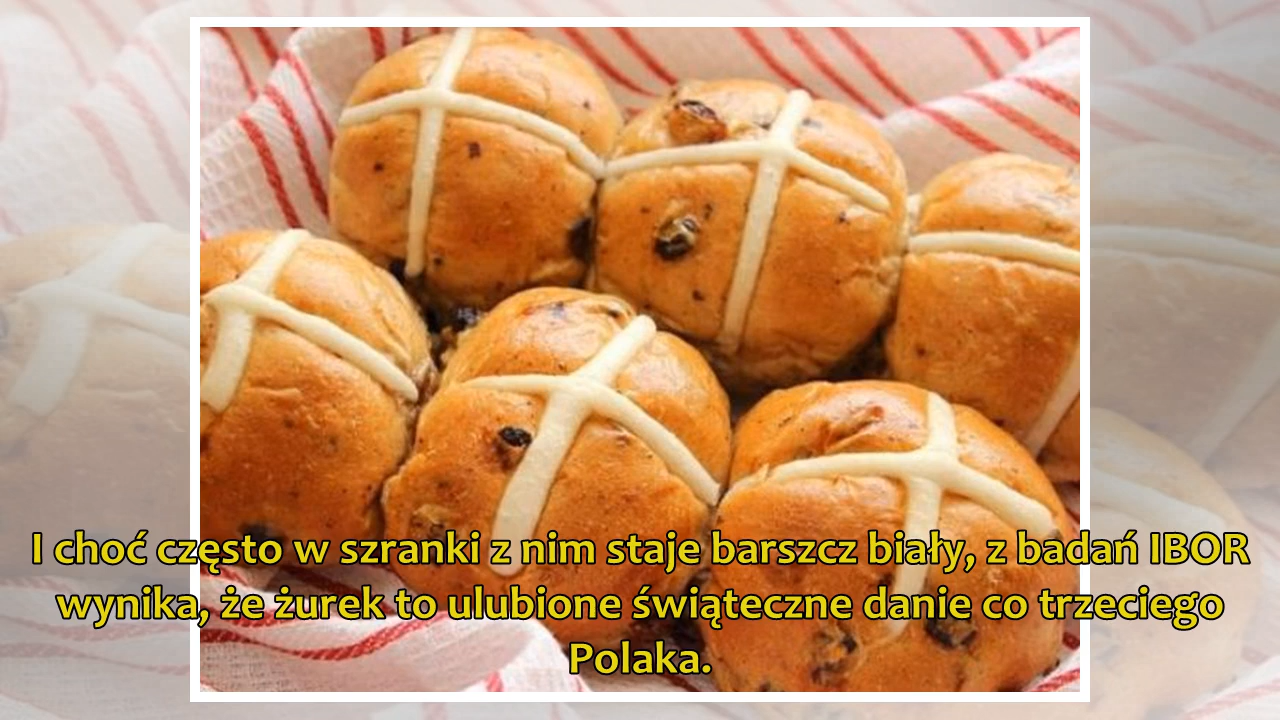 I choć często w szranki z nim staje barszcz biały, z badań IBOR
wynika, że żurek to ulubione świąteczne danie co trzeciego
Polaka.